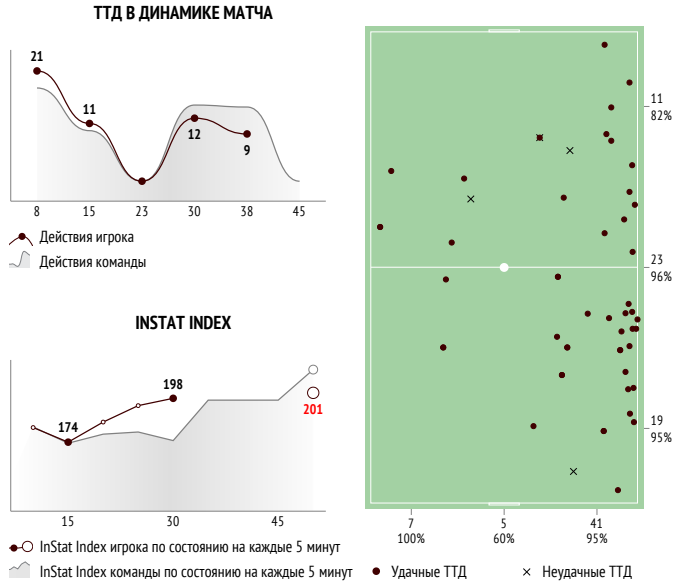 ТТД В ДИНАМИКЕ МАТЧА
21
11
12
9
8 15 23 30 38 45
Действия игрока
Действия команды
INSTAT INDEX
174
198
201
15 30 45
InStat Index игрока по состоянию на каждые 5 минут
InStat Index команды по состоянию на каждые 5 минут
11
82%
23
96%
19
95%
7 5 41
100% 60% 95%
Удачные ТТД Неудачные ТТД